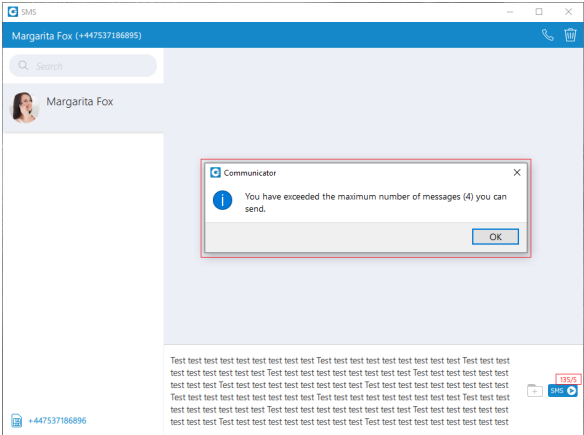 SMS
Margarita Fox (+447537186895)
Search
Margarita Fox
Communicator
You have exceeded the maximum number of messages (4) you can
send.
OK
Test test test test test test test test test Test test test test test test test test test Test test test
test test test test test test Test test test test test test test test test Test test test test test test
test test test Test test test test test test test test test Test test test test test test test test test
Test test test test test test test test test Test test test test test test test test test Test test test
test test test test test test Test test test test test test test test test Test test test test test test
test test test Test test test test test test test test test Test test test test test test test test test
135/5
SMS
+447537186896